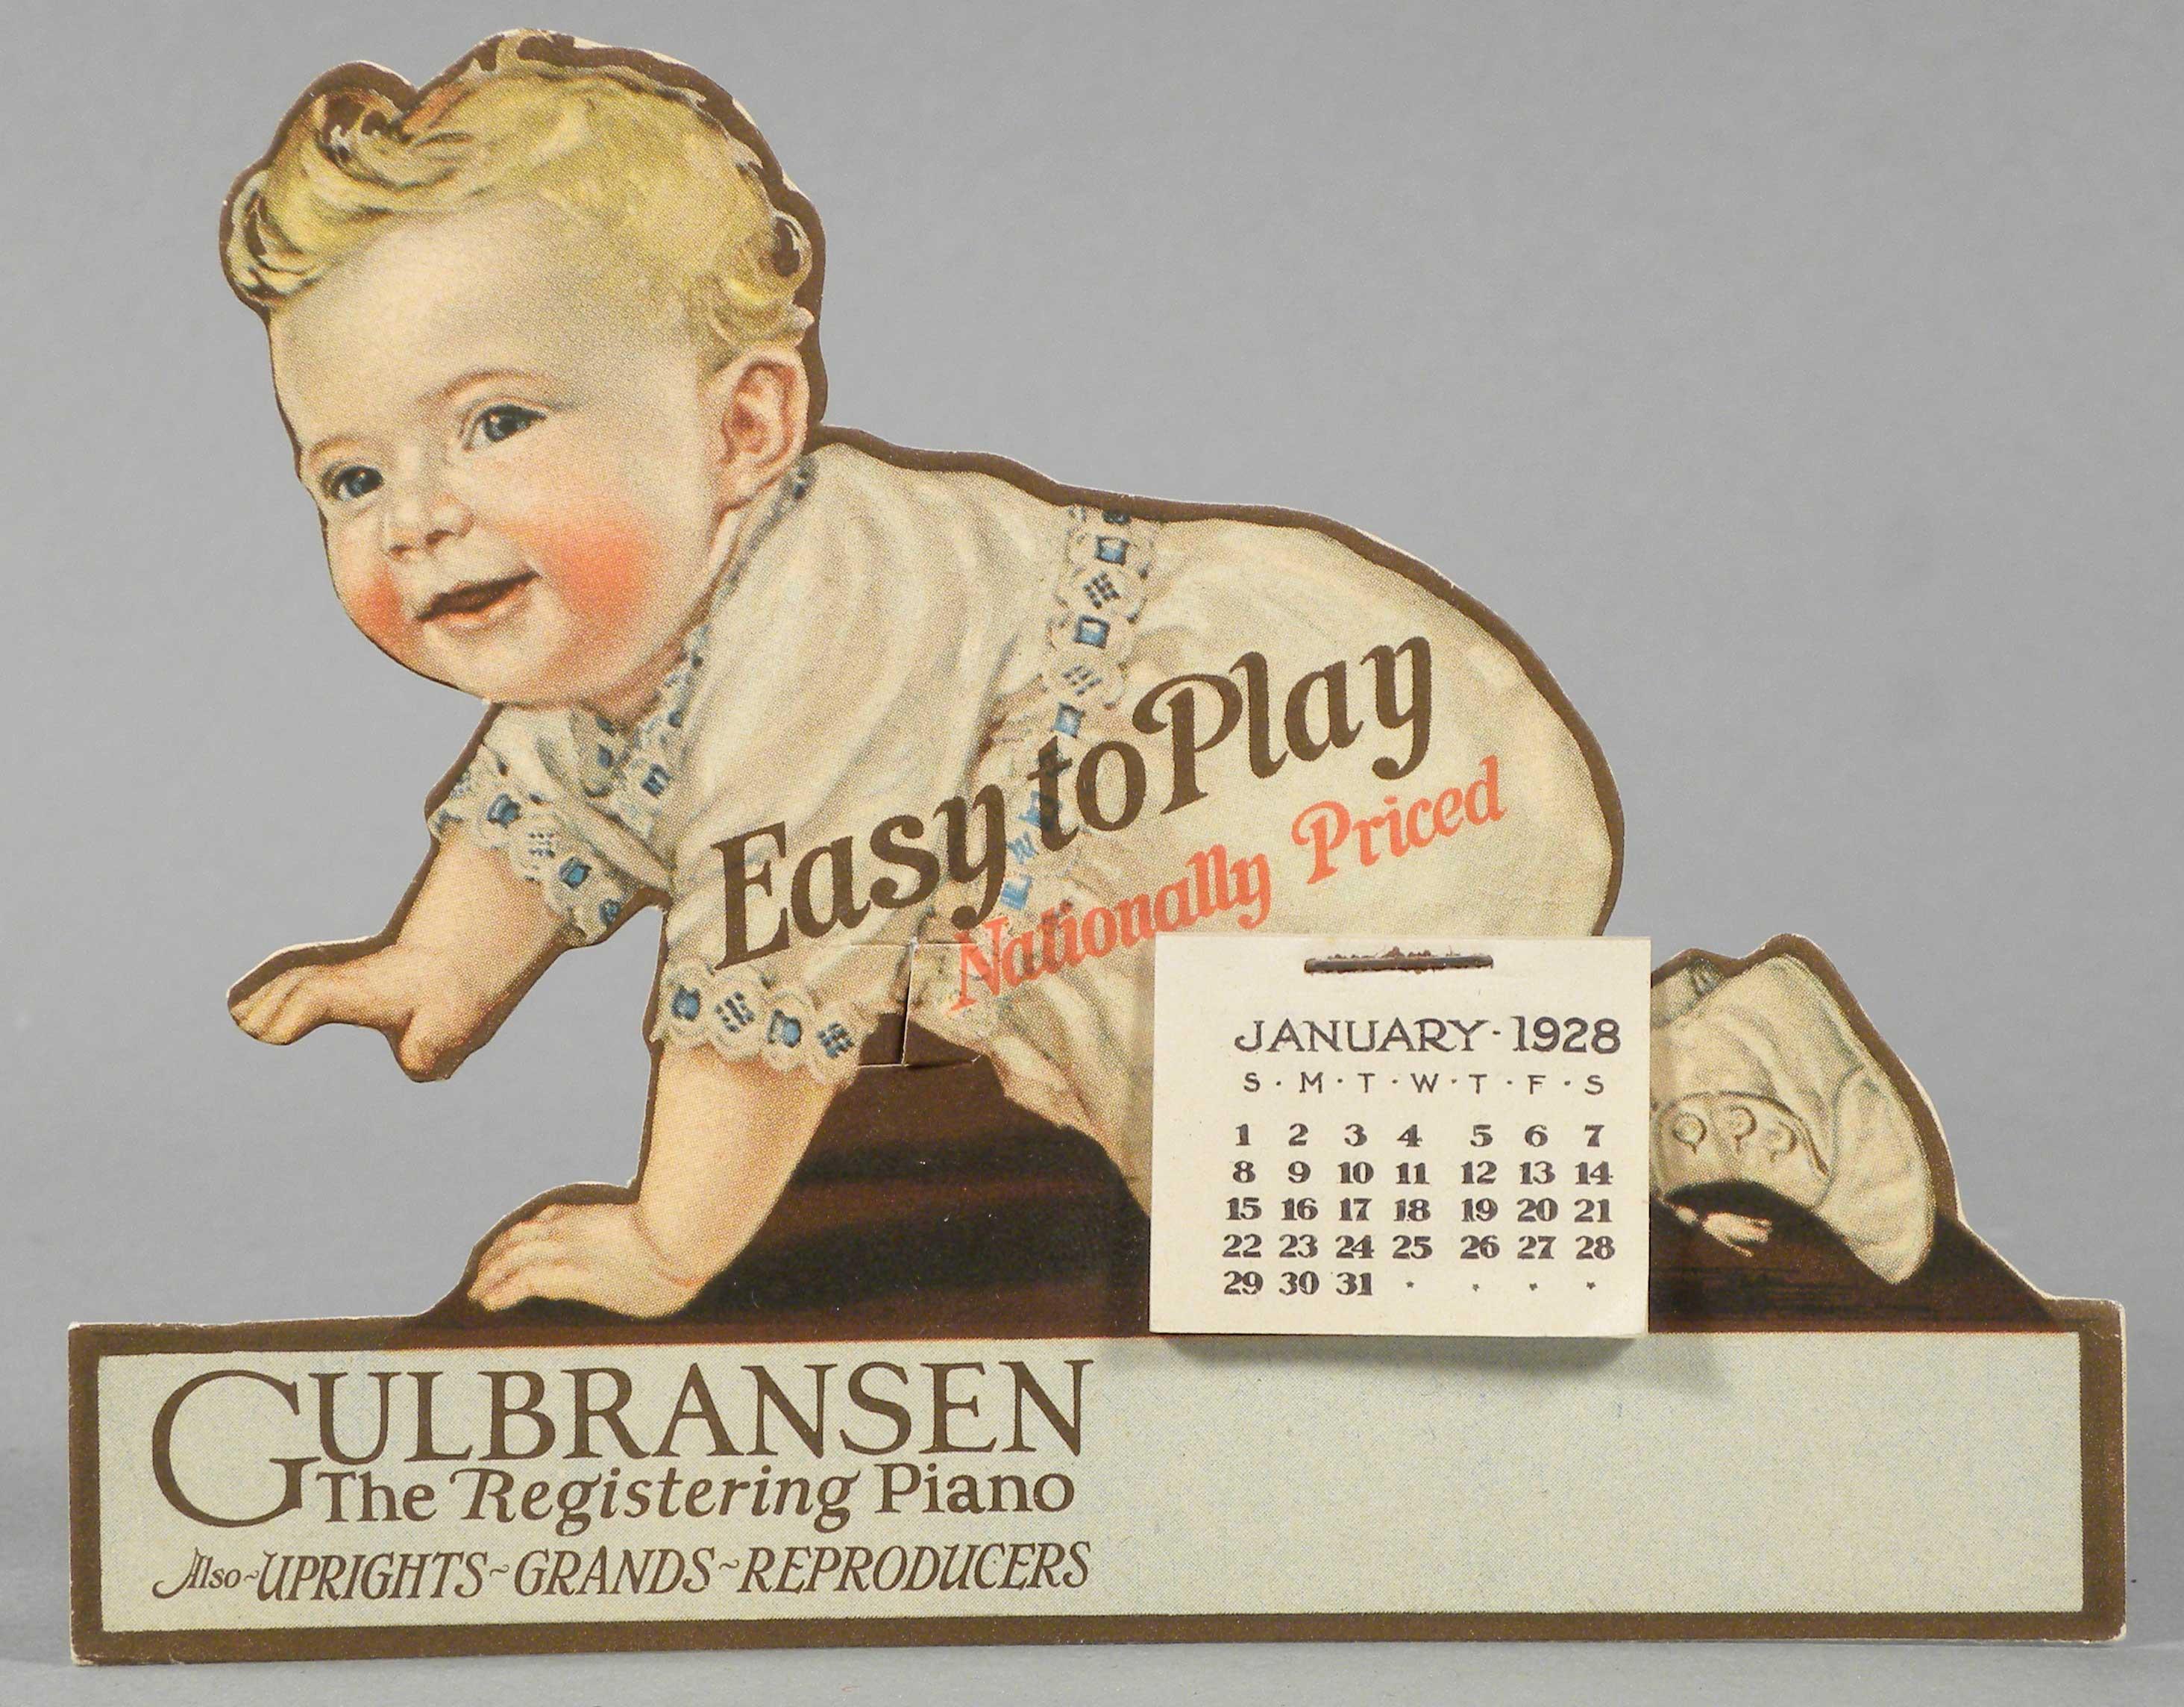 Easy to Play
Nationally Priced
JANUARY - 1928
S · M · T · W · T · F · S
1 2 3 4 5 6 7
8 9 10 11 12 13 14
15 16 17 18 19 20 21
22 23 24 25 26 27 28
29 30 31 · · · ·
GULBRANSEN
The Registering Piano
Also~UPRIGHTS~GRANDS~REPRODUCERS